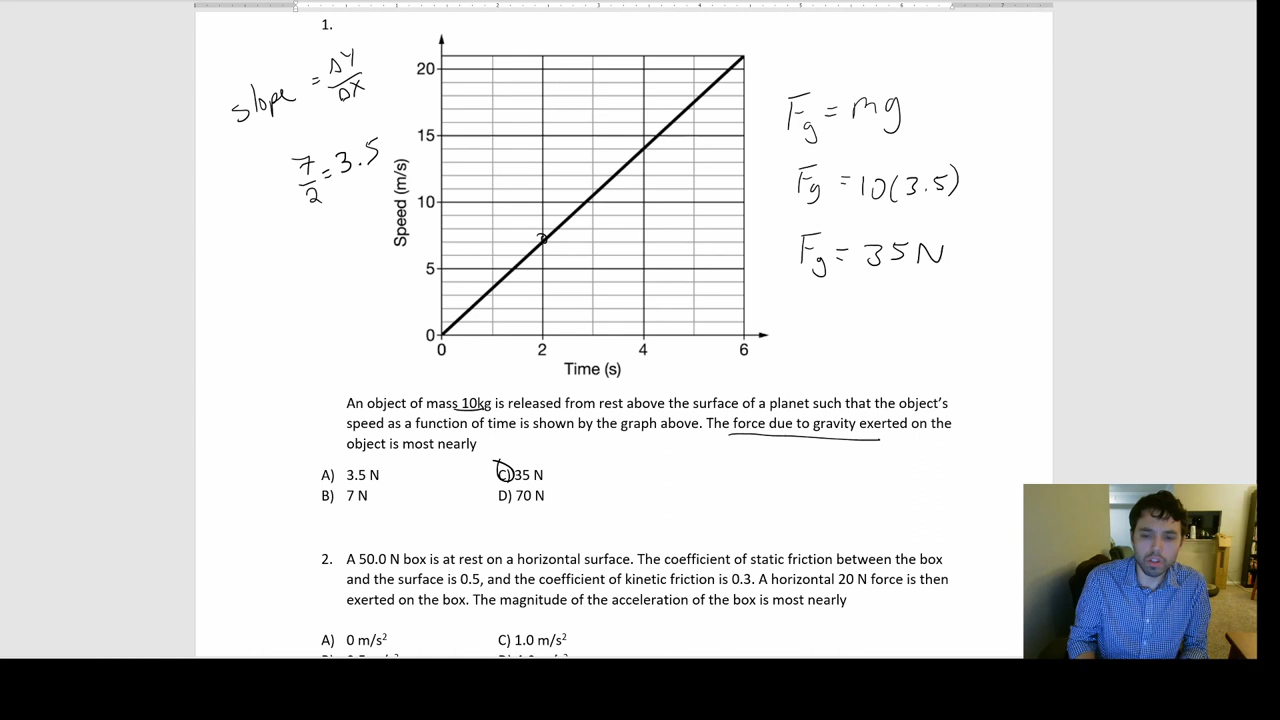 1.
slope = ΔY/ΔX
7/2 = 3.5
Speed (m/s)
20
15
10
5
0
0 2 4 6
Time (s)
Fg = mg
Fg = 10(3.5)
Fg = 35N
An object of mass 10kg is released from rest above the surface of a planet such that the object's
speed as a function of time is shown by the graph above. The force due to gravity exerted on the
object is most nearly
A) 3.5 N C) 35 N
B) 7 N D) 70 N
2. A 50.0 N box is at rest on a horizontal surface. The coefficient of static friction between the box
and the surface is 0.5, and the coefficient of kinetic friction is 0.3. A horizontal 20 N force is then
exerted on the box. The magnitude of the acceleration of the box is most nearly
A) 0 m/s² C) 1.0 m/s²